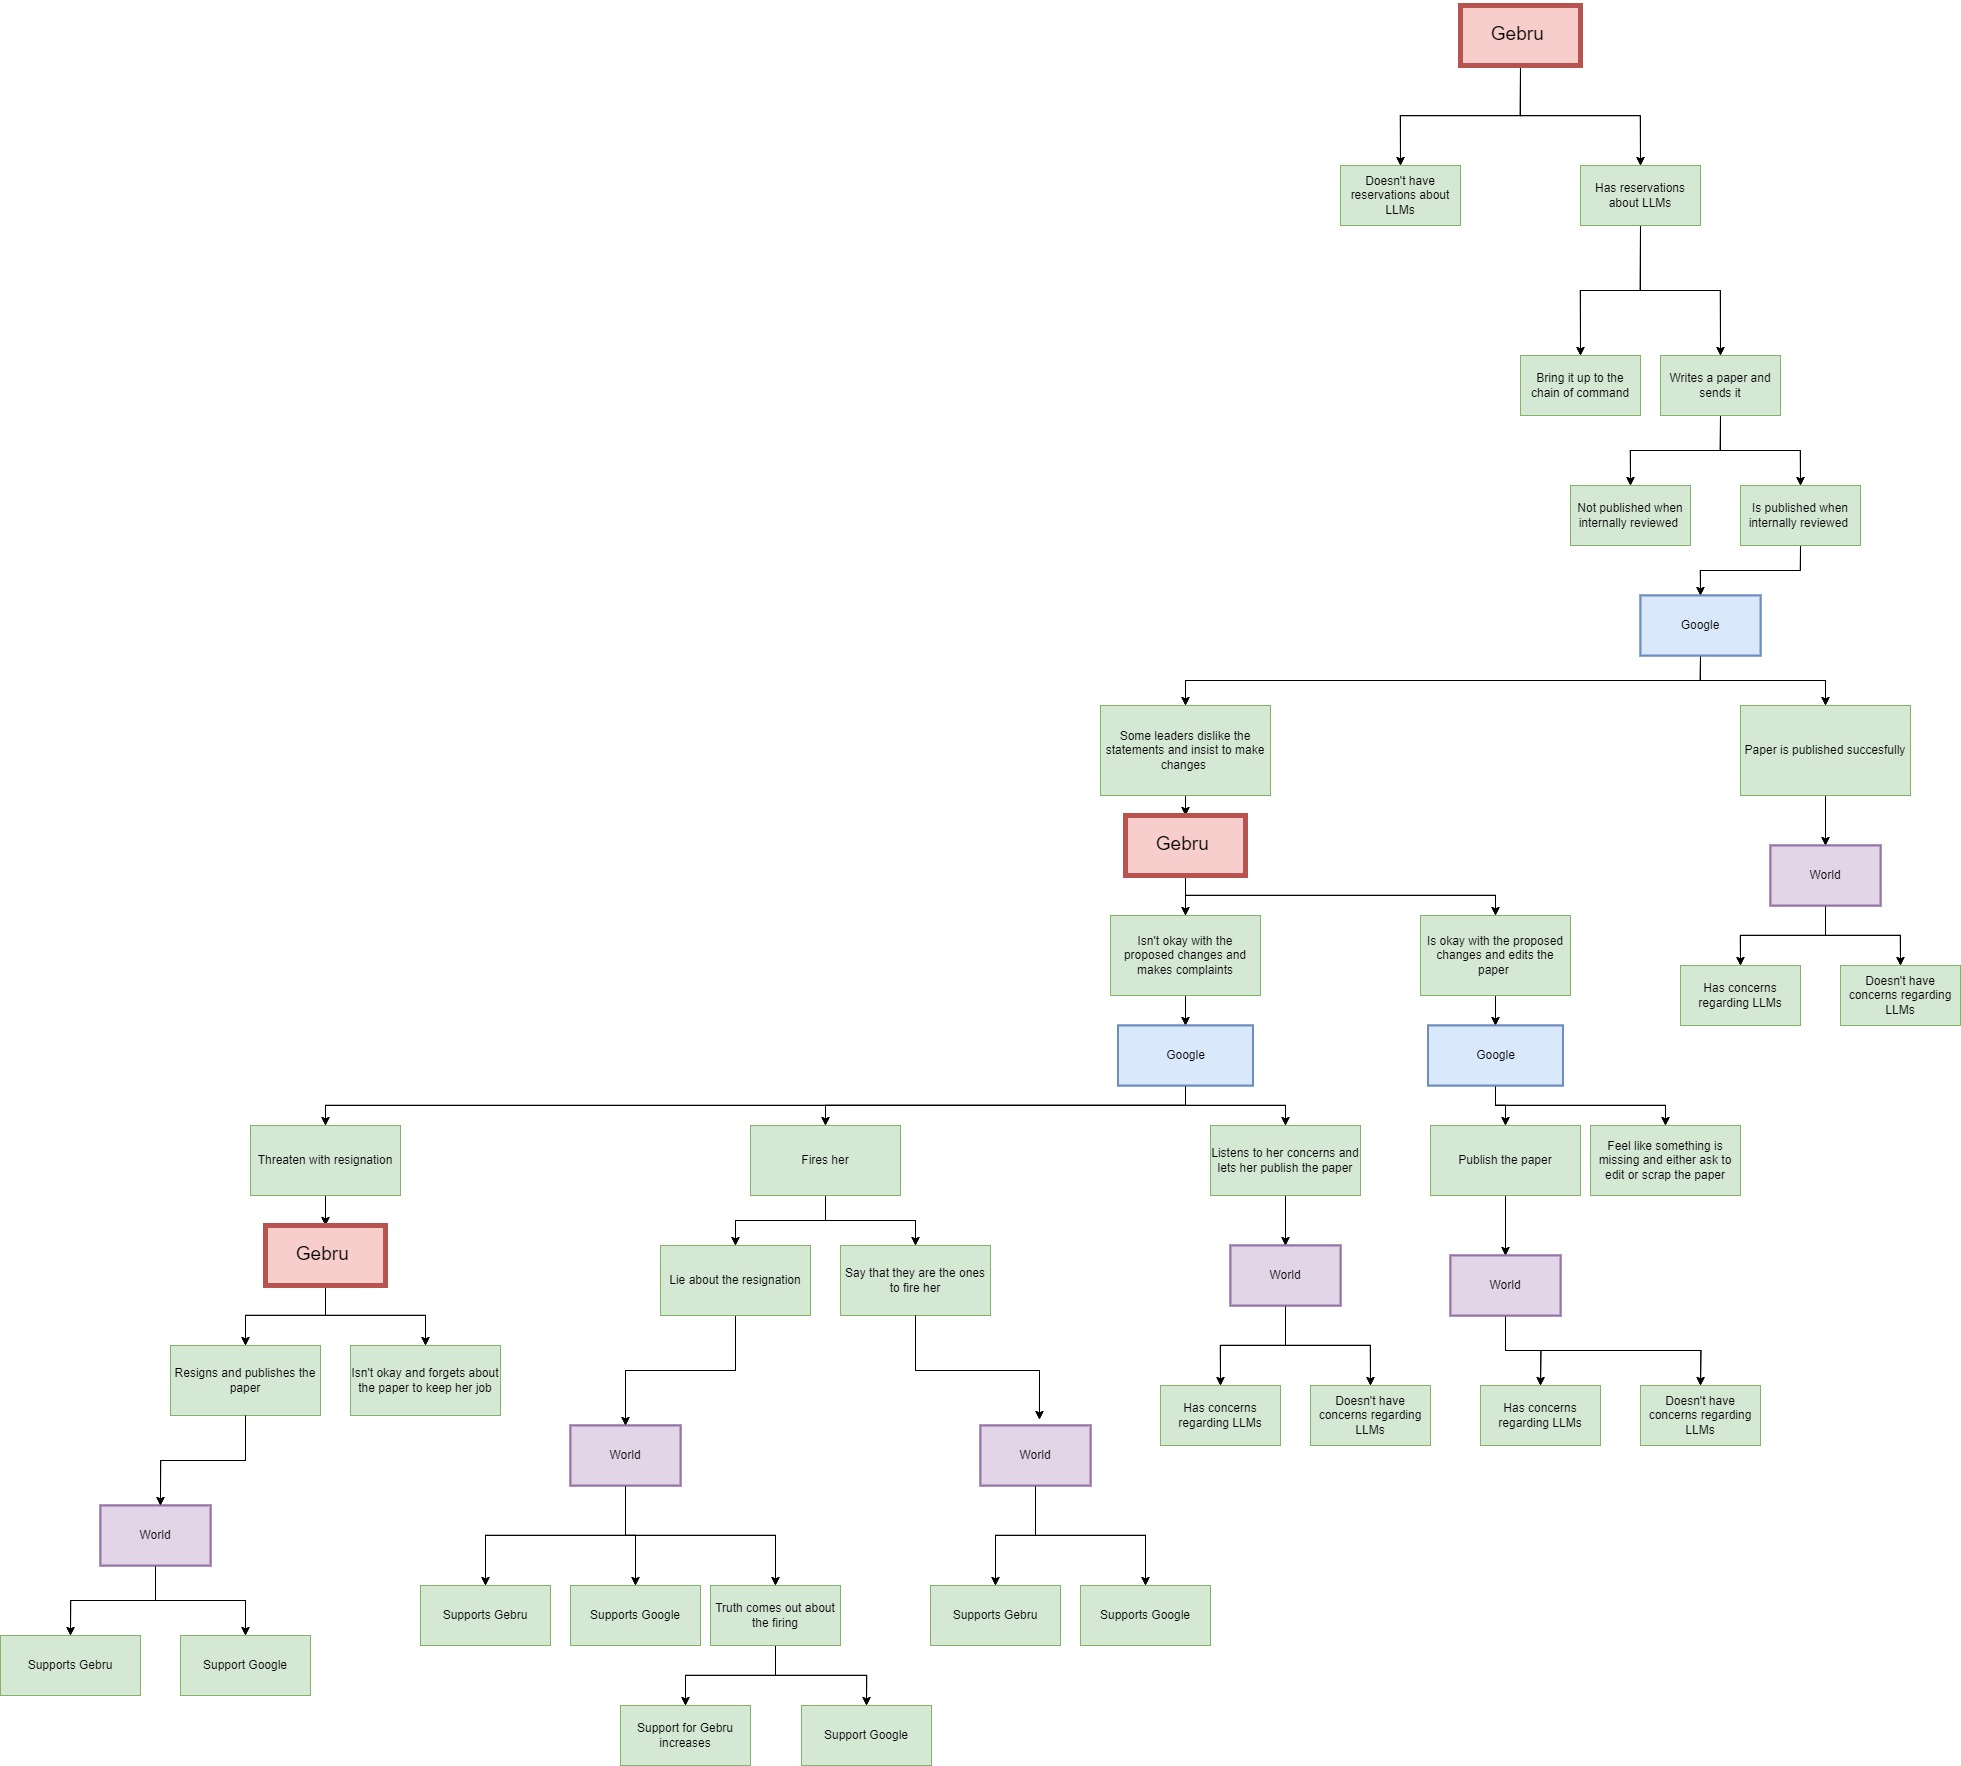 Gebru
Doesn't have
reservations about
LLMs
Has reservations
about LLMs
Bring it up to the
chain of command
Writes a paper and
sends it
Not published when
internally reviewed
Is published when
internally reviewed
Google
Some leaders dislike the
statements and insist to make
changes
Paper is published succesfully
Gebru
World
Isn't okay with the
proposed changes and
makes complaints
Is okay with the proposed
changes and edits the
paper
Has concerns
regarding LLMs
Doesn't have
concerns regarding
LLMs
Google
Google
Threaten with resignation
Fires her
Listens to her concerns and
lets her publish the paper
Publish the paper
Feel like something is
missing and either ask to
edit or scrap the paper
Gebru
Lie about the resignation
Say that they are the ones
to fire her
World
World
Resigns and publishes the
paper
Isn't okay and forgets about
the paper to keep her job
Has concerns
regarding LLMs
Doesn't have
concerns regarding
LLMs
Has concerns
regarding LLMs
Doesn't have
concerns regarding
LLMs
World
World
World
Supports Gebru
Supports Google
Truth comes out about
the firing
Supports Gebru
Supports Google
Supports Gebru
Support Google
Support for Gebru
increases
Support Google